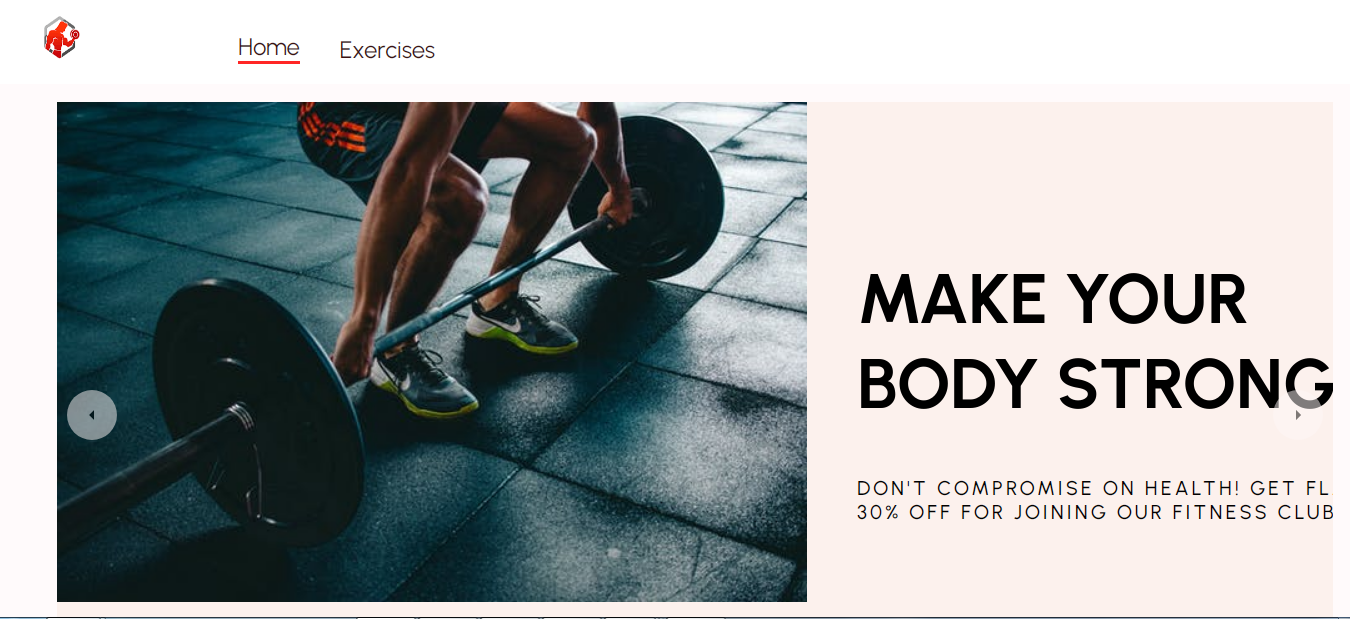 Home
Exercises
MAKE YOUR
BODY STRONG
DON'T COMPROMISE ON HEALTH! GET FL
30% OFF FOR JOINING OUR FITNESS CLUB